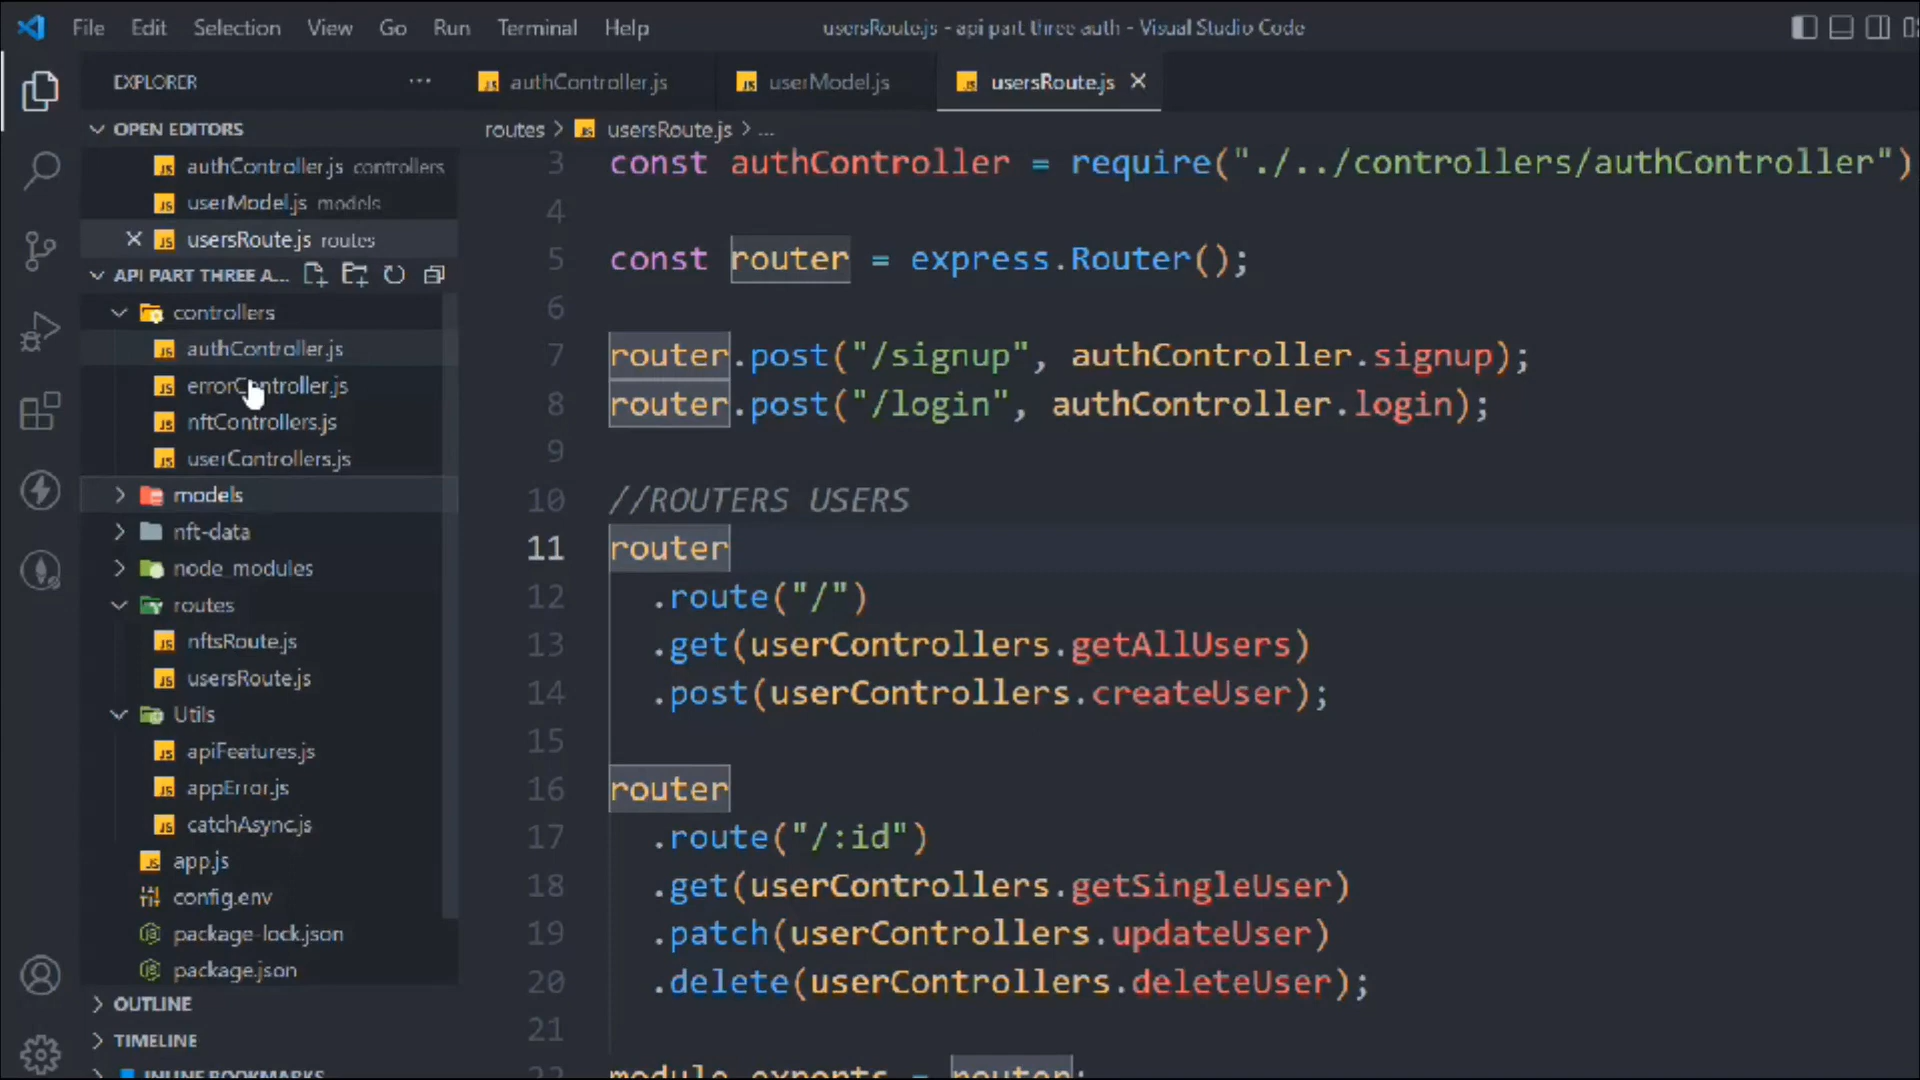 File Edit Selection View Go Run Terminal Help
usersRoute.js - api part three auth - Visual Studio Code
EXPLORER ...
OPEN EDITORS
authController.js controllers
userModel.js models
usersRoute.js routes
API PART THREE A...
controllers
authController.js
errorController.js
nftControllers.js
userControllers.js
models
nft-data
node_modules
routes
nftsRoute.js
usersRoute.js
Utils
apiFeatures.js
appError.js
catchAsync.js
app.js
config.env
package-lock.json
package.json
OUTLINE
TIMELINE
INLINE BOOKMARKS
authController.js userModel.js usersRoute.js
routes > usersRoute.js > ...
3 const authController = require("./../controllers/authController")
4
5 const router = express.Router();
6
7 router.post("/signup", authController.signup);
8 router.post("/login", authController.login);
9
10 //ROUTERS USERS
11 router
12 .route("/")
13 .get(userControllers.getAllUsers)
14 .post(userControllers.createUser);
15
16 router
17 .route("/:id")
18 .get(userControllers.getSingleUser)
19 .patch(userControllers.updateUser)
20 .delete(userControllers.deleteUser);
21
22 module.exports = router;